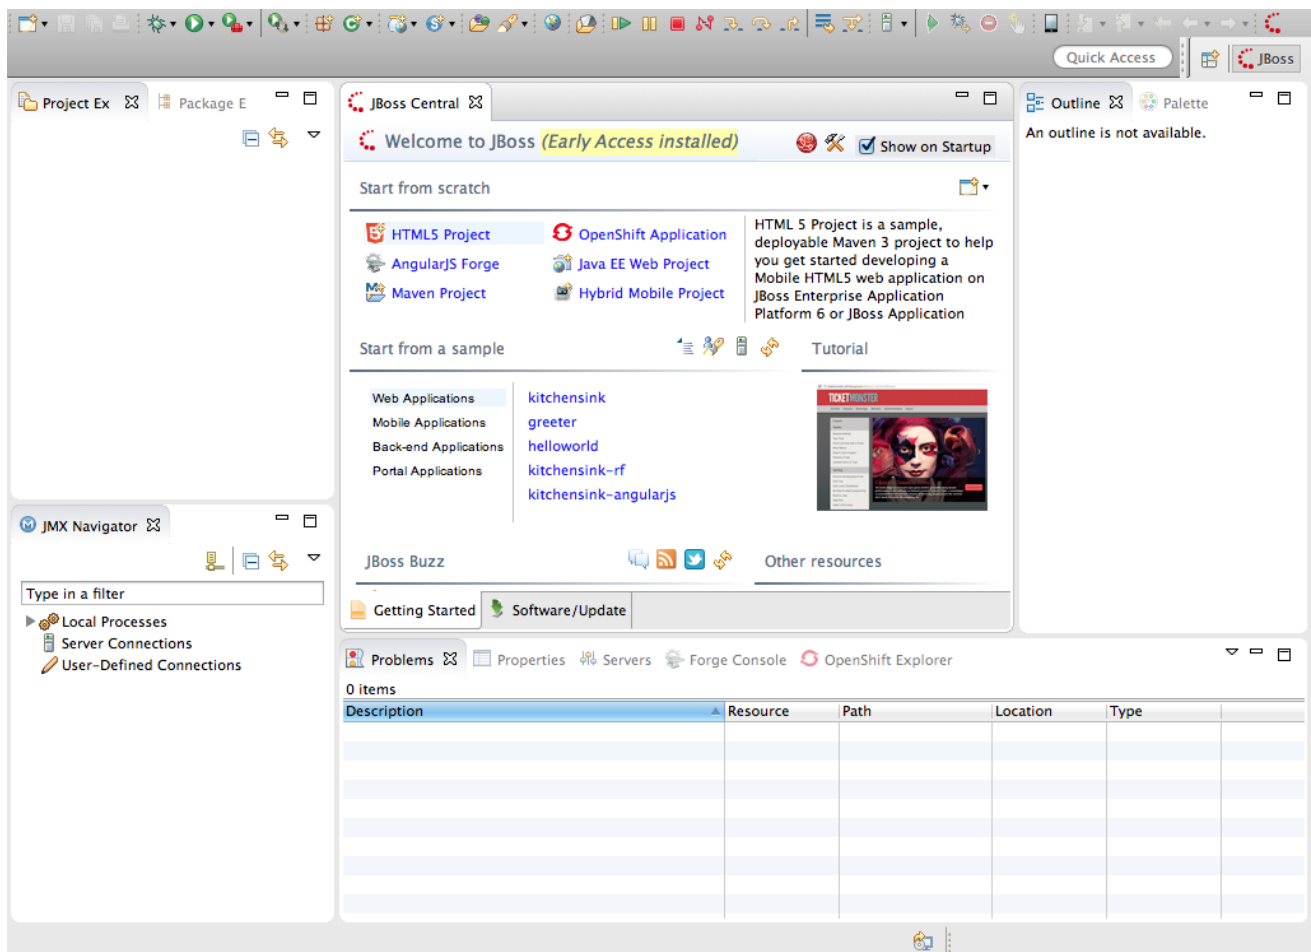 Quick Access
JBoss
Project Ex
Package E
JBoss Central
Outline
Palette
Welcome to JBoss (Early Access installed)
Show on Startup
An outline is not available.
Start from scratch
HTML5 Project
OpenShift Application
AngularJS Forge
Java EE Web Project
Maven Project
Hybrid Mobile Project
HTML 5 Project is a sample,
deployable Maven 3 project to help
you get started developing a
Mobile HTML5 web application on
JBoss Enterprise Application
Platform 6 or JBoss Application
Start from a sample
Tutorial
Web Applications
Mobile Applications
Back-end Applications
Portal Applications
kitchensink
greeter
helloworld
kitchensink-rf
kitchensink-angularjs
TICKETMONSTER
JMX Navigator
JBoss Buzz
Other resources
Type in a filter
Getting Started
Software/Update
Local Processes
Server Connections
User-Defined Connections
Problems
Properties
Servers
Forge Console
OpenShift Explorer
0 items
Description
Resource
Path
Location
Type